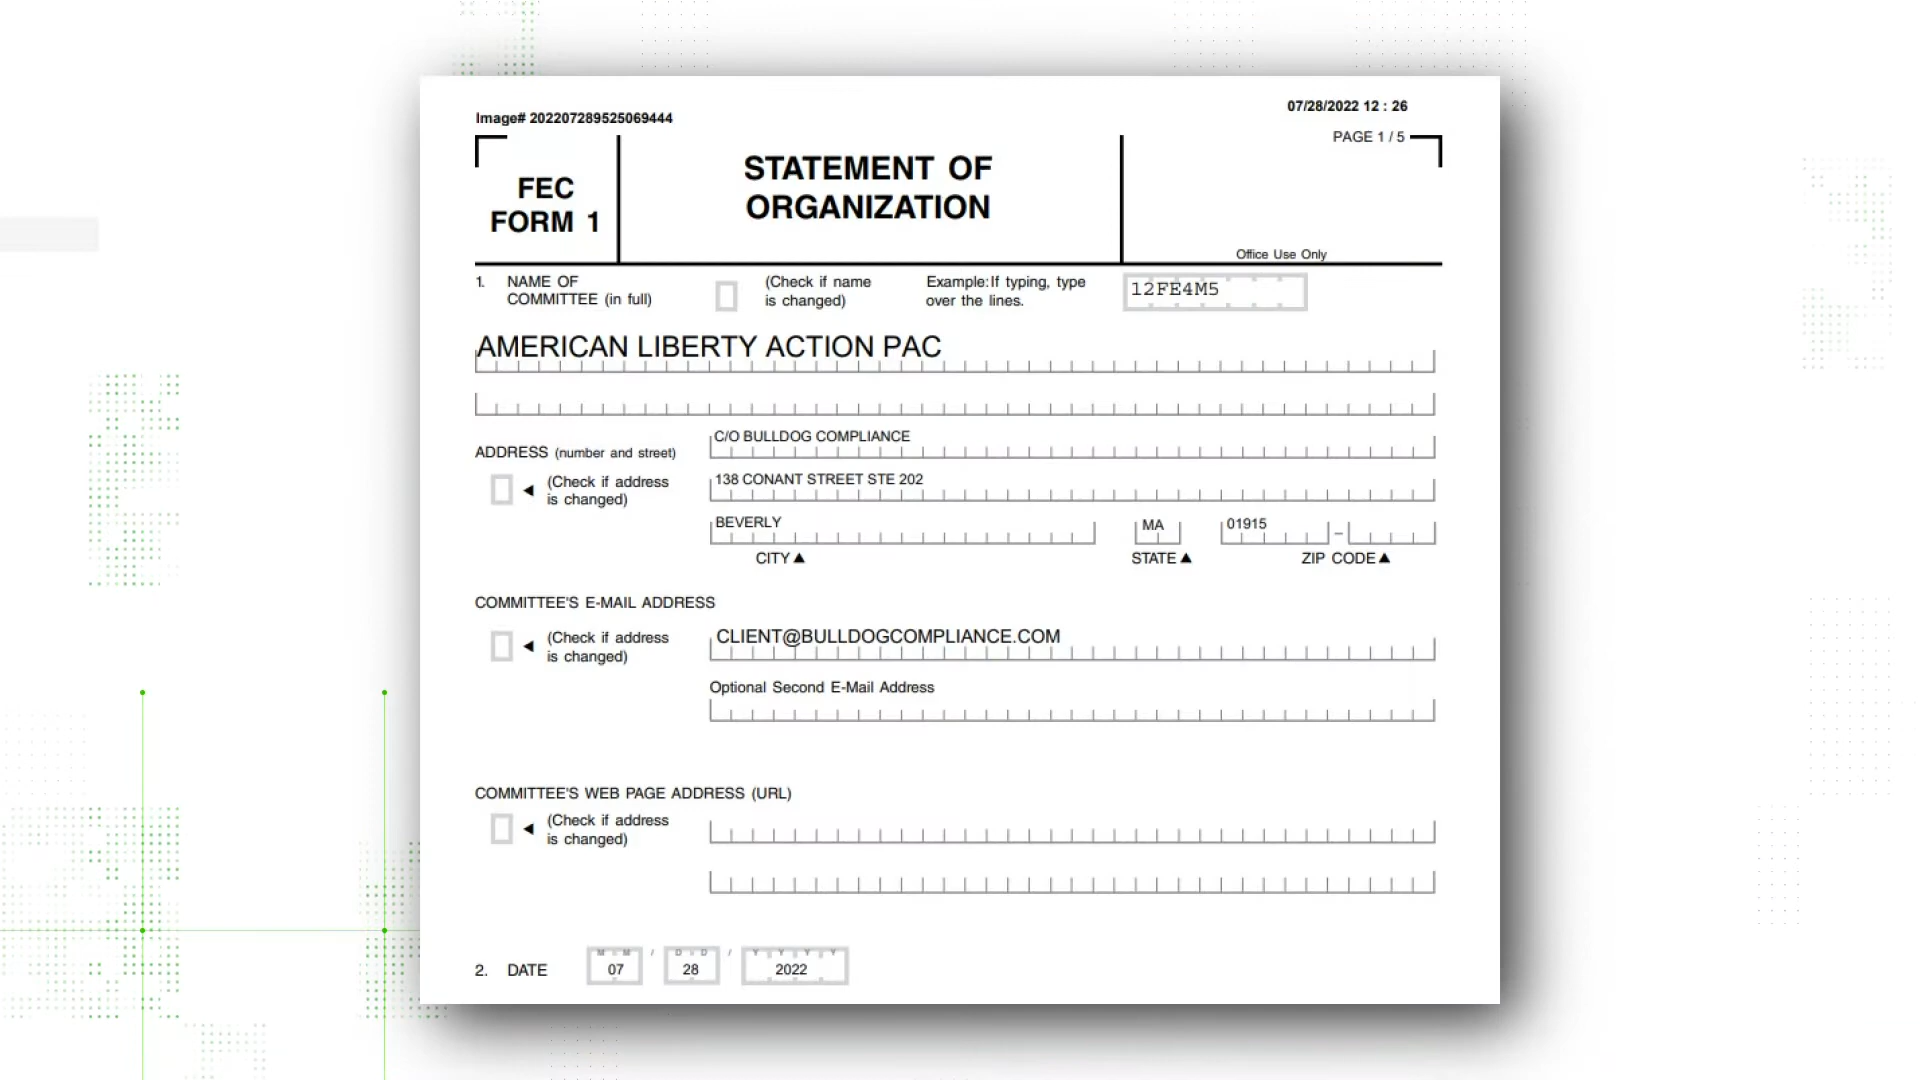 Image# 202207289525069444
07/28/2022 12 : 26
PAGE 1 / 5
FEC
FORM 1
STATEMENT OF
ORGANIZATION
Office Use Only
1. NAME OF
COMMITTEE (in full)
(Check if name
is changed)
Example:If typing, type
over the lines.
12FE4M5
AMERICAN LIBERTY ACTION PAC
ADDRESS (number and street)
C/O BULLDOG COMPLIANCE
(Check if address
is changed)
138 CONANT STREET STE 202
BEVERLY MA 01915 –
CITY▲ STATE▲ ZIP CODE▲
COMMITTEE'S E-MAIL ADDRESS
(Check if address
is changed)
CLIENT@BULLDOGCOMPLIANCE.COM
Optional Second E-Mail Address
COMMITTEE'S WEB PAGE ADDRESS (URL)
(Check if address
is changed)
M M / D D / Y Y Y Y
2. DATE 07 28 2022